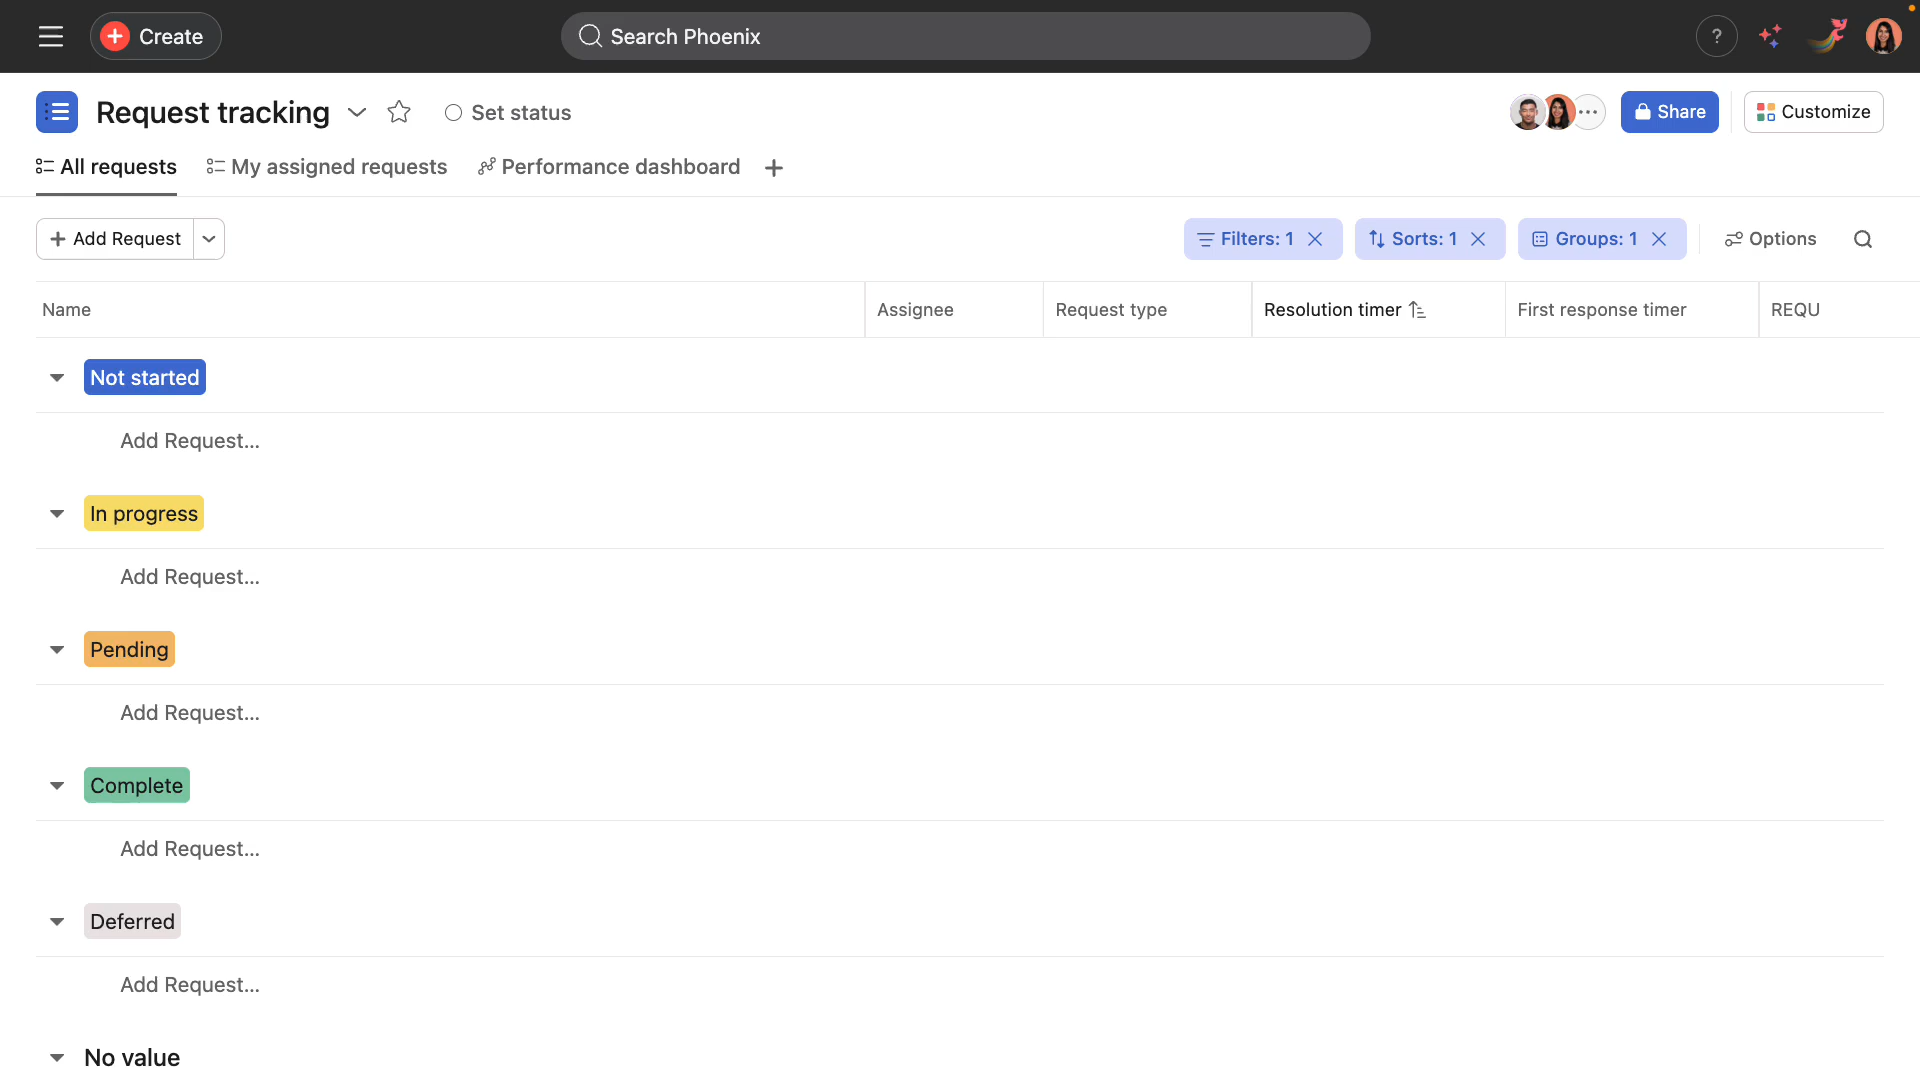 Create
Search Phoenix
?
Request tracking
Set status
Share
Customize
All requests
My assigned requests
Performance dashboard
Add Request
Filters: 1
Sorts: 1
Groups: 1
Options
Name
Assignee
Request type
Resolution timer
First response timer
REQU
Not started
Add Request...
In progress
Add Request...
Pending
Add Request...
Complete
Add Request...
Deferred
Add Request...
No value